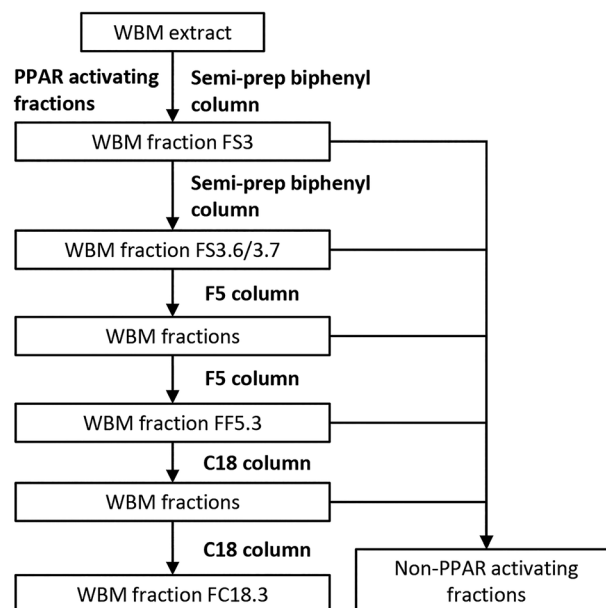 WBM extract
PPAR activating
fractions
Semi-prep biphenyl
column
WBM fraction FS3
Semi-prep biphenyl
column
WBM fraction FS3.6/3.7
F5 column
WBM fractions
F5 column
WBM fraction FF5.3
C18 column
WBM fractions
C18 column
WBM fraction FC18.3
Non-PPAR activating
fractions